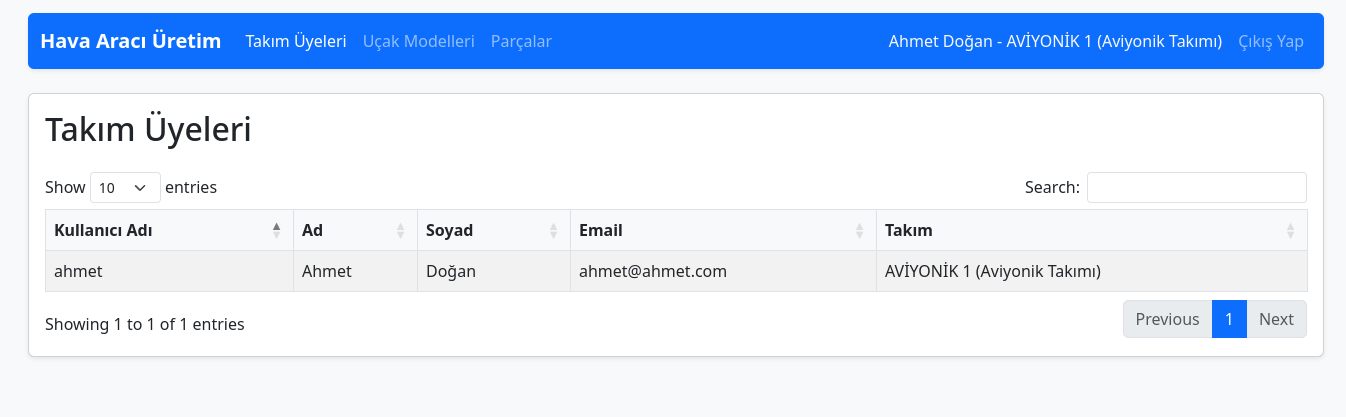 Hava Aracı Üretim Takım Üyeleri Uçak Modelleri Parçalar Ahmet Doğan - AVİYONİK 1 (Aviyonik Takımı) Çıkış Yap
Takım Üyeleri
Show 10 entries Search:
Kullanıcı Adı Ad Soyad Email Takım
ahmet Ahmet Doğan ahmet@ahmet.com AVİYONİK 1 (Aviyonik Takımı)
Showing 1 to 1 of 1 entries Previous 1 Next